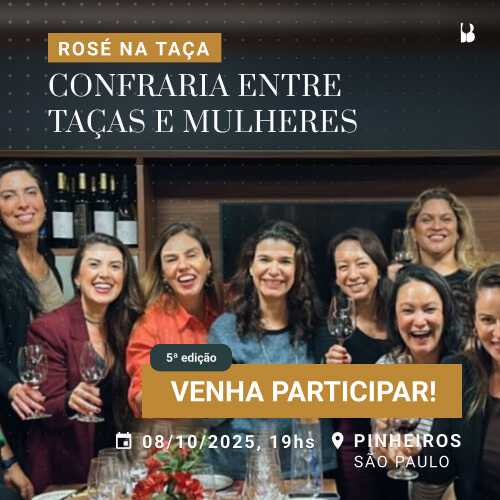 ROSÉ NA TAÇA
CONFRARIA ENTRE
TAÇAS E MULHERES
5ª edição
VENHA PARTICIPAR!
08/10/2025, 19hs
PINHEIROS
SÃO PAULO